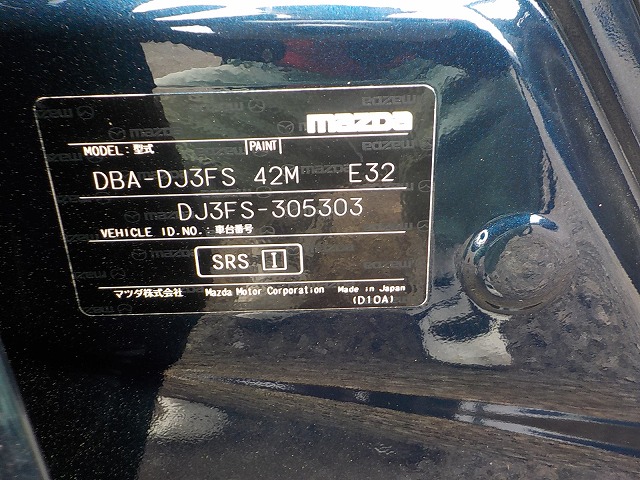 mazda
MODEL: 型式 PAINT
DBA-DJ3FS 42M E32
DJ3FS-305303
VEHICLE ID.NO.: 車台番号
SRS I
マツダ株式会社 Mazda Motor Corporation Made in Japan
(D10A)